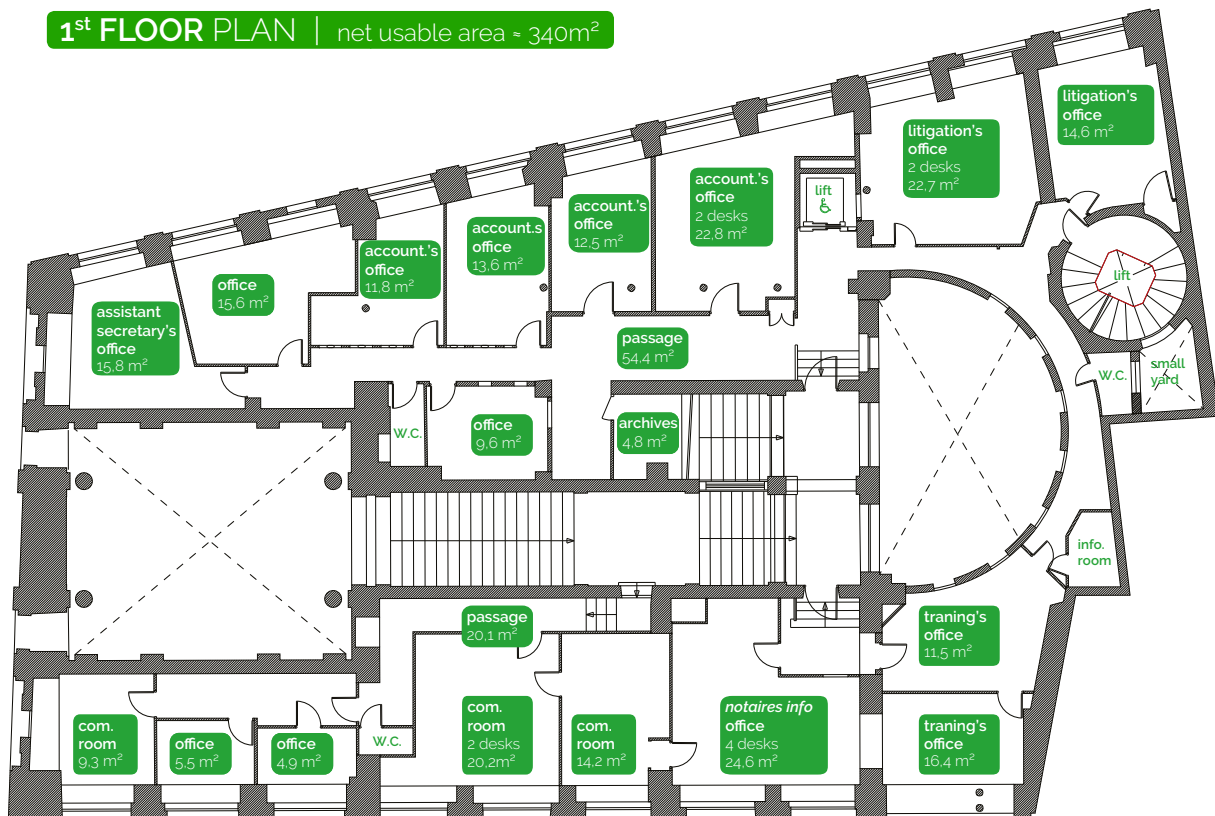 1st FLOOR PLAN | net usable area ≈ 340m²
litigation's
office
14,6 m²
litigation's
office
2 desks
22,7 m²
account.'s
office
2 desks
22,8 m²
lift
account.'s
office
12,5 m²
account.s
office
13,6 m²
account.'s
office
11,8 m²
office
15,6 m²
assistant
secretary's
office
15,8 m²
lift
passage
54,4 m²
small
yard
W.C.
W.C.
office
9,6 m²
archives
4,8 m²
info.
room
passage
20,1 m²
traning's
office
11,5 m²
com.
room
9,3 m²
office
5,5 m²
office
4,9 m²
W.C.
com.
room
2 desks
20,2m²
com.
room
14,2 m²
notaires info
office
4 desks
24,6 m²
traning's
office
16,4 m²